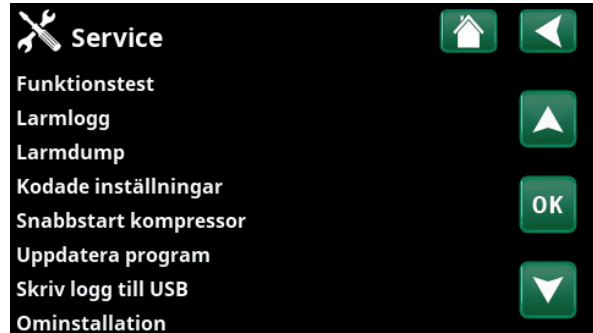 Service
Funktionstest
Larmlogg
Larmdump
Kodade inställningar
OK
Snabbstart kompressor
Uppdatera program
Skriv logg till USB
Ominstallation